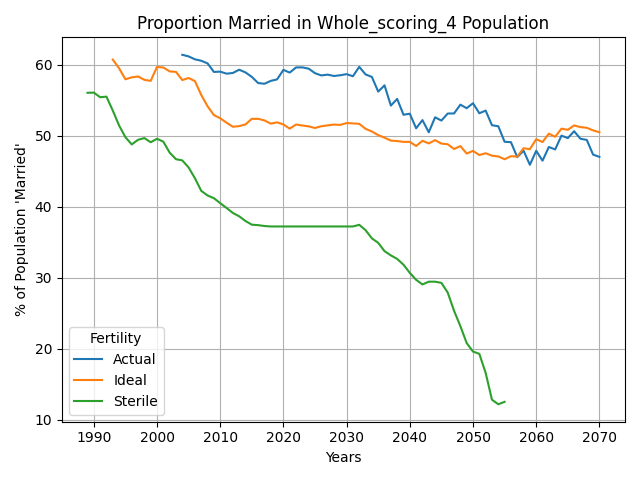 Proportion Married in Whole_scoring_4 Population
% of Population 'Married'
60
50
40
30
20
10
Fertility
Actual
Ideal
Sterile
1990 2000 2010 2020 2030 2040 2050 2060 2070
Years